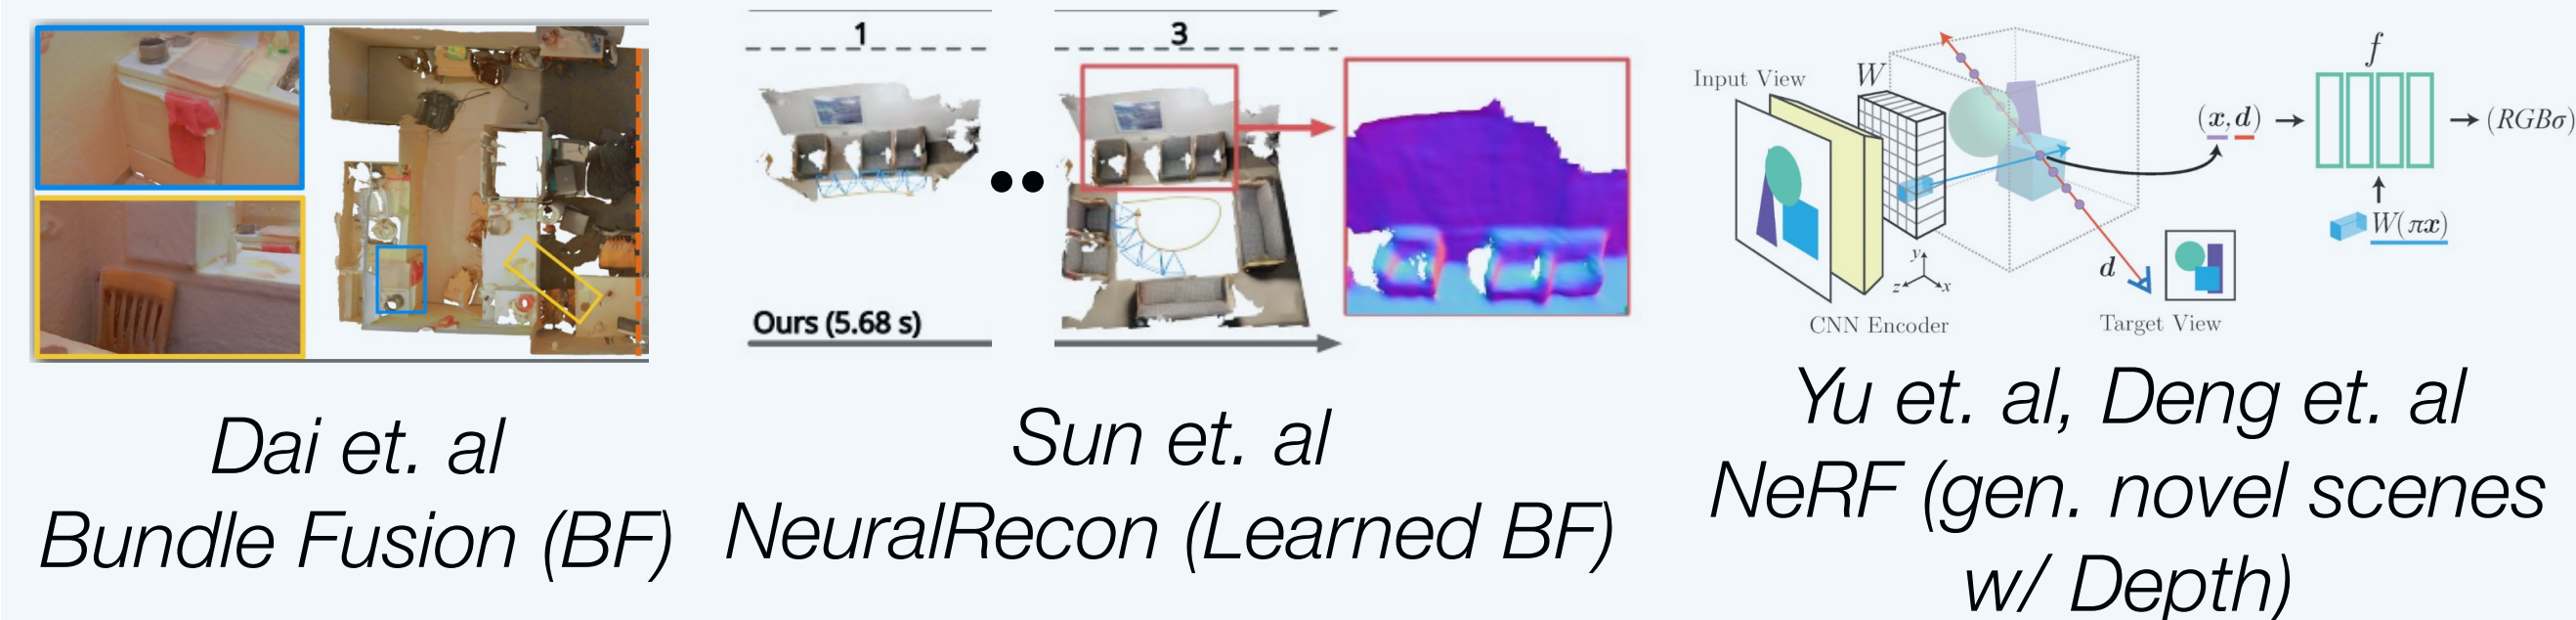 1
3
Ours (5.68 s)
Input View
W
CNN Encoder
y
z
x
d
Target View
(x,d)
f
(RGBσ)
W(πx)
Dai et. al
Bundle Fusion (BF)
Sun et. al
NeuralRecon (Learned BF)
Yu et. al, Deng et. al
NeRF (gen. novel scenes
w/ Depth)